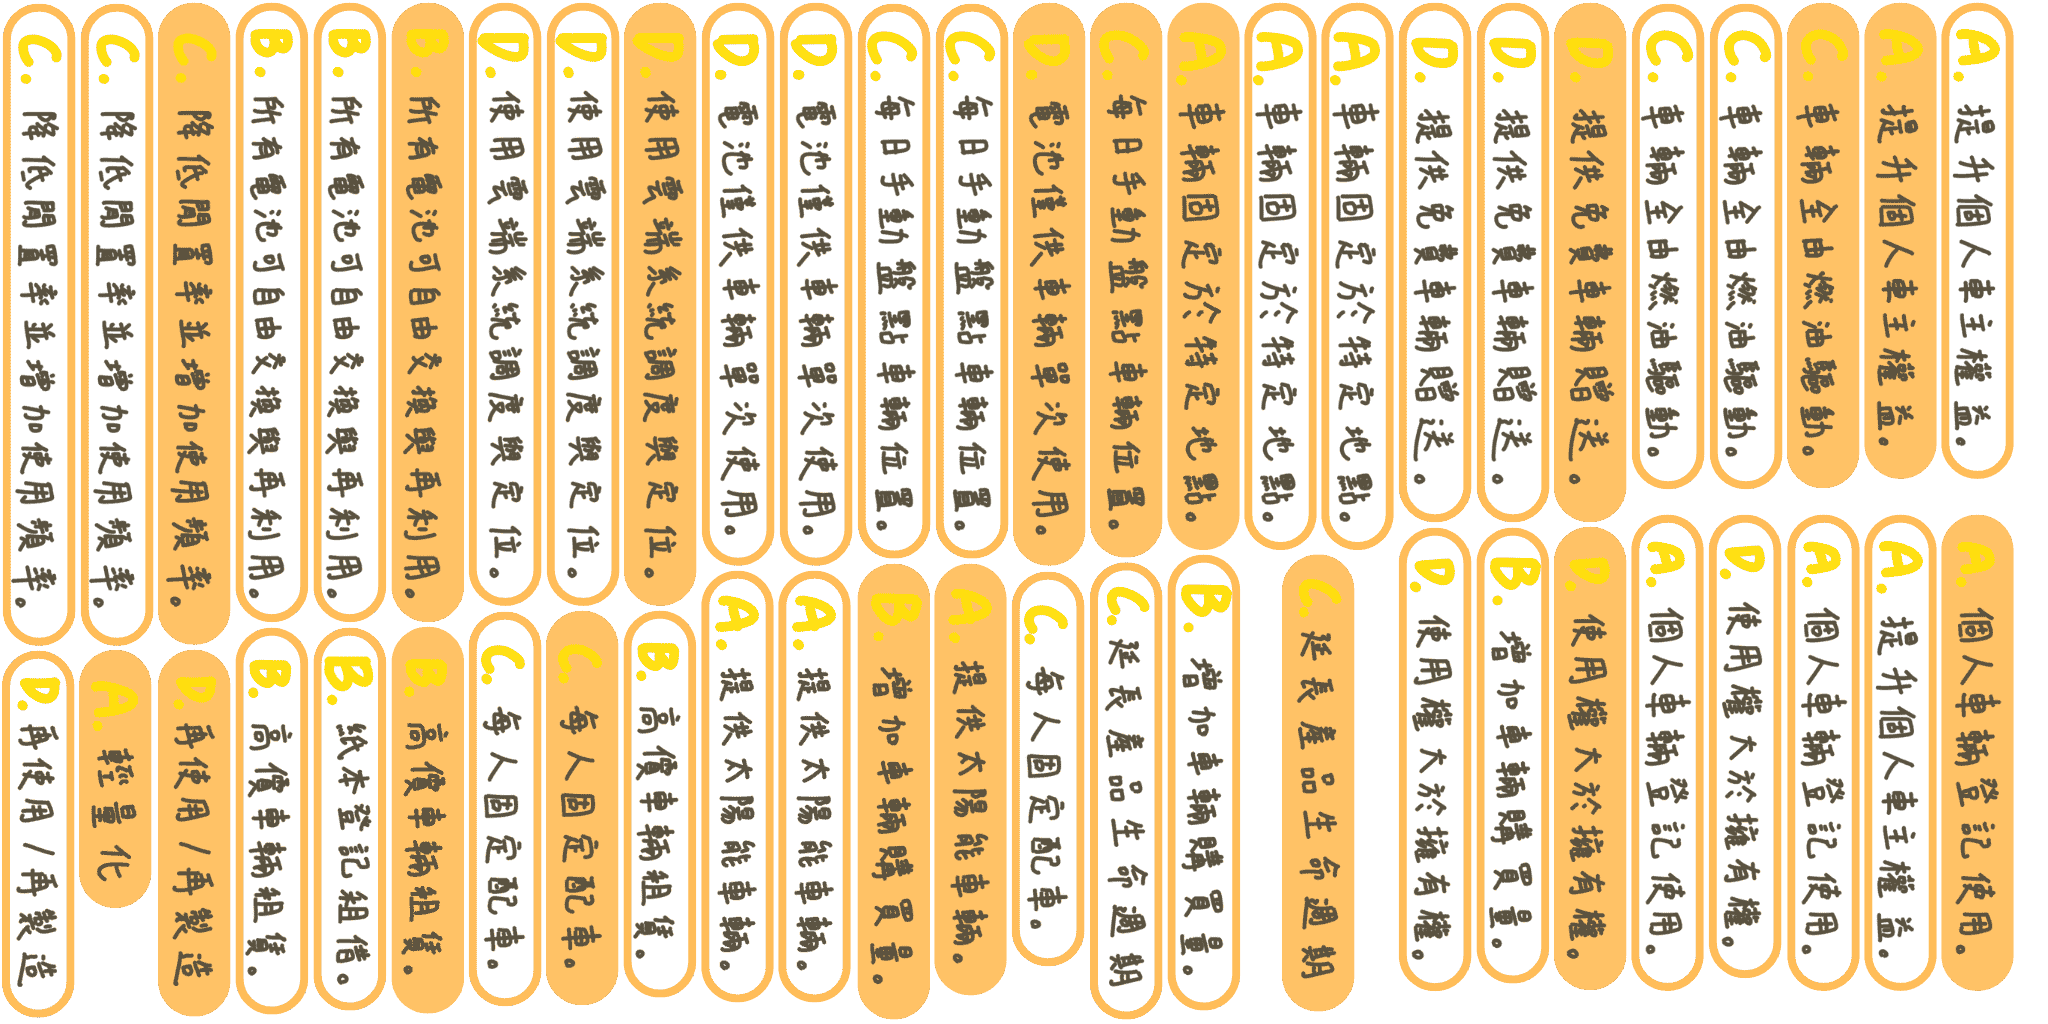 A. 提升個人車主權益。
A. 提升個人車主權益。
C. 車輛全由燃油驅動。
C. 車輛全由燃油驅動。
C. 車輛全由燃油驅動。
D. 提供免費車輛贈送。
D. 提供免費車輛贈送。
D. 提供免費車輛贈送。
A. 車輛固定於特定地點。
A. 車輛固定於特定地點。
A. 車輛固定於特定地點。
C. 每日手動盤點車輛位置。
D. 電池僅供車輛單次使用。
C. 每日手動盤點車輛位置。
C. 每日手動盤點車輛位置。
D. 電池僅供車輛單次使用。
D. 電池僅供車輛單次使用。
D. 使用雲端系統調度與定位。
D. 使用雲端系統調度與定位。
D. 使用雲端系統調度與定位。
B. 所有電池可自由交換與再利用。
B. 所有電池可自由交換與再利用。
B. 所有電池可自由交換與再利用。
C. 降低閒置率並增加使用頻率。
C. 降低閒置率並增加使用頻率。
C. 降低閒置率並增加使用頻率。
A. 個人車輛登記使用。
A. 提升個人車主權益。
A. 個人車輛登記使用。
D. 使用權大於擁有權。
A. 個人車輛登記使用。
D. 使用權大於擁有權。
B. 增加車輛購買量。
D. 使用權大於擁有權。
C. 延長產品生命週期
B. 增加車輛購買量。
C. 延長產品生命週期
C. 每人固定配車。
A. 提供太陽能車輛。
B. 增加車輛購買量。
A. 提供太陽能車輛。
A. 提供太陽能車輛。
B. 高價車輛租賃。
C. 每人固定配車。
C. 每人固定配車。
B. 高價車輛租賃。
B. 紙本登記租借。
B. 高價車輛租賃。
D. 再使用/再製造
A. 輕量化
D. 再使用/再製造